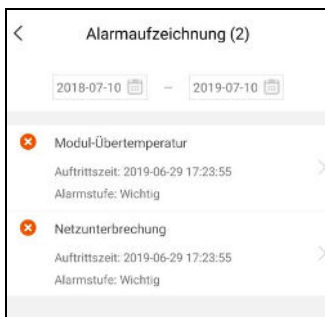 Alarmaufzeichnung (2)
2018-07-10 – 2019-07-10
Modul-Übertemperatur
Auftrittszeit: 2019-06-29 17:23:55
Alarmstufe: Wichtig
Netzunterbrechung
Auftrittszeit: 2019-06-29 17:23:55
Alarmstufe: Wichtig